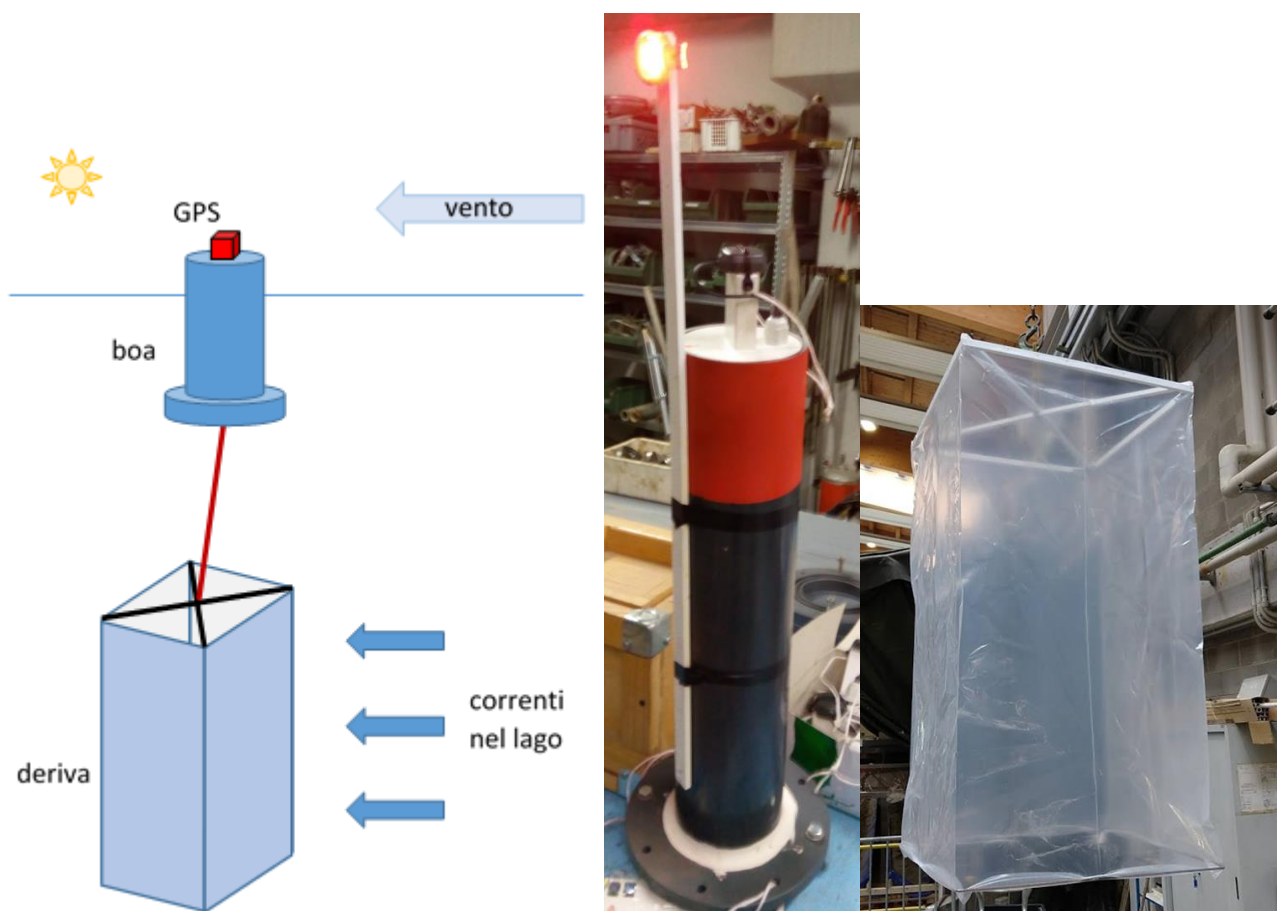 GPS
vento
boa
correnti
nel lago
deriva